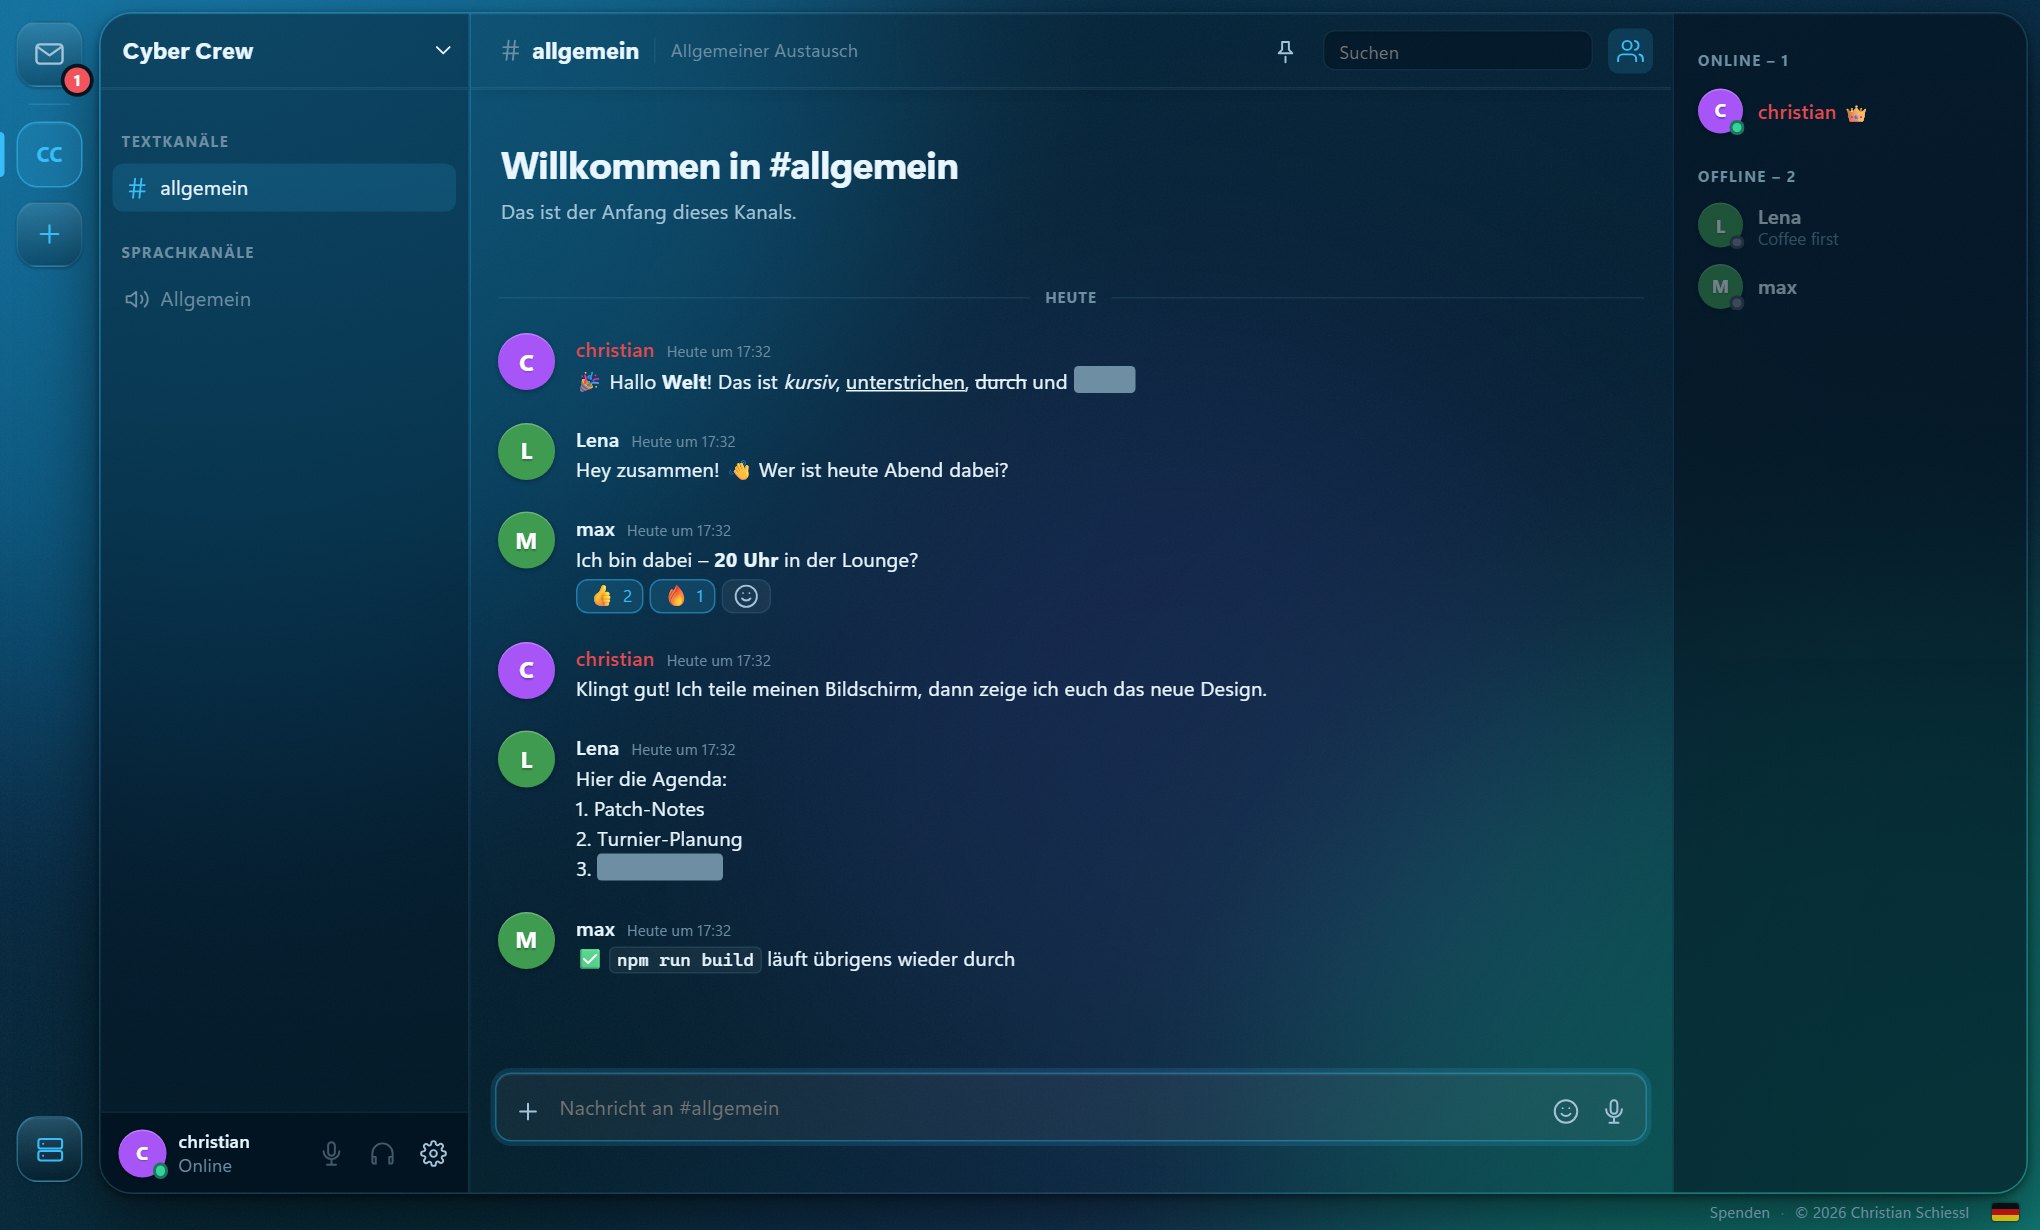 1
CC
Cyber Crew
TEXTKANÄLE
# allgemein
SPRACHKANÄLE
Allgemein
C
christian
Online
# allgemein
Allgemeiner Austausch
Suchen
Willkommen in #allgemein
Das ist der Anfang dieses Kanals.
HEUTE
C
christian Heute um 17:32
🎉 Hallo Welt! Das ist kursiv, unterstrichen, durch und
L
Lena Heute um 17:32
Hey zusammen! 👋 Wer ist heute Abend dabei?
M
max Heute um 17:32
Ich bin dabei – 20 Uhr in der Lounge?
👍 2 🔥 1
C
christian Heute um 17:32
Klingt gut! Ich teile meinen Bildschirm, dann zeige ich euch das neue Design.
L
Lena Heute um 17:32
Hier die Agenda:
1. Patch-Notes
2. Turnier-Planung
3.
M
max Heute um 17:32
✅ npm run build läuft übrigens wieder durch
Nachricht an #allgemein
ONLINE – 1
C
christian 👑
OFFLINE – 2
L
Lena
Coffee first
M
max
Spenden · © 2026 Christian Schiessl